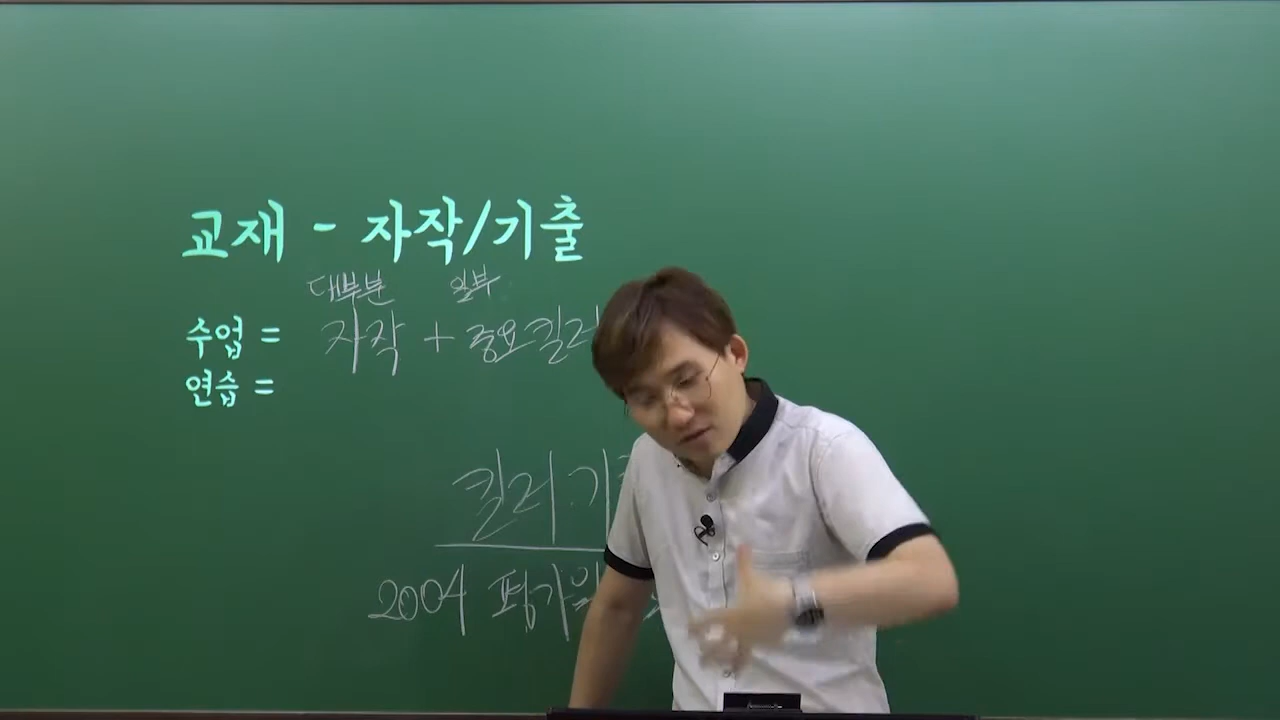 교재 - 자작/기출
대부분 일부
수업 = 자작 + 중요킬러
연습 =
킬러 기
2004 평가원